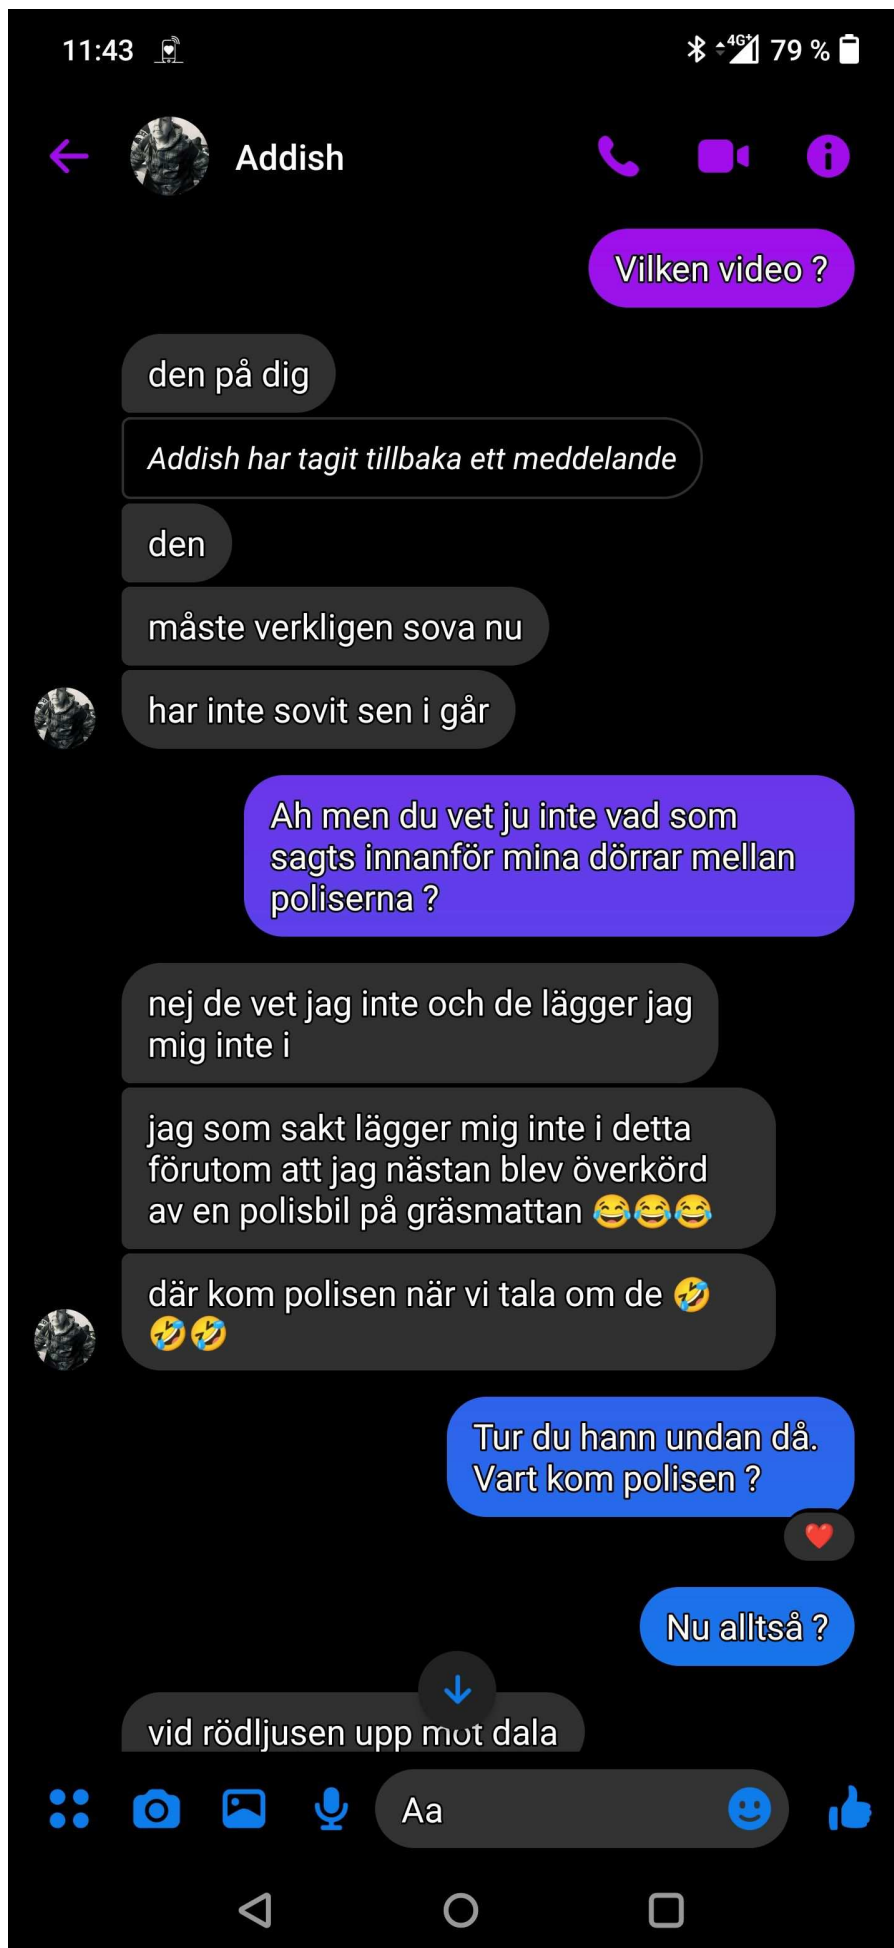 11:43
4G+ 79 %
Addish
Vilken video ?
den på dig
Addish har tagit tillbaka ett meddelande
den
måste verkligen sova nu
har inte sovit sen i går
Ah men du vet ju inte vad som
sagts innanför mina dörrar mellan
poliserna ?
nej de vet jag inte och de lägger jag
mig inte i
jag som sakt lägger mig inte i detta
förutom att jag nästan blev överkörd
av en polisbil på gräsmattan 😂😂😂
där kom polisen när vi tala om de 🤣
🤣🤣
Tur du hann undan då.
Vart kom polisen ?
❤️
Nu alltså ?
vid rödljusen upp mot dala
Aa